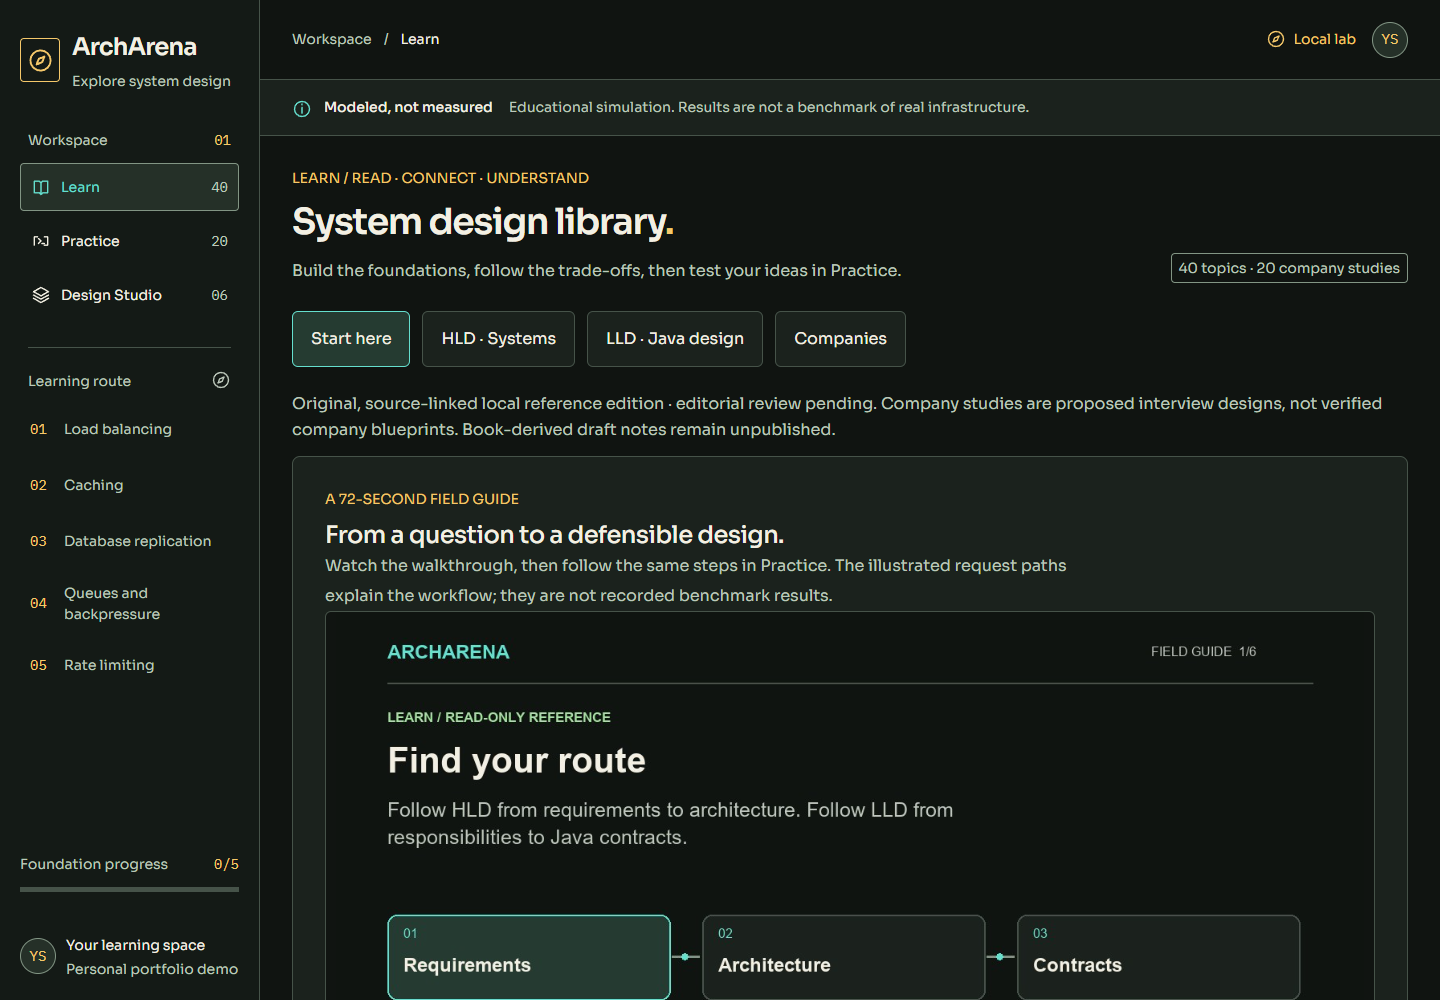 ArchArena
Explore system design
Workspace 01
Learn 40
Practice 20
Design Studio 06
Learning route
01 Load balancing
02 Caching
03 Database replication
04 Queues and
backpressure
05 Rate limiting
Foundation progress 0/5
YS Your learning space
Personal portfolio demo
Workspace / Learn
Local lab YS
Modeled, not measured Educational simulation. Results are not a benchmark of real infrastructure.
LEARN / READ · CONNECT · UNDERSTAND
System design library.
Build the foundations, follow the trade-offs, then test your ideas in Practice.
40 topics · 20 company studies
Start here HLD · Systems LLD · Java design Companies
Original, source-linked local reference edition · editorial review pending. Company studies are proposed interview designs, not verified
company blueprints. Book-derived draft notes remain unpublished.
A 72-SECOND FIELD GUIDE
From a question to a defensible design.
Watch the walkthrough, then follow the same steps in Practice. The illustrated request paths
explain the workflow; they are not recorded benchmark results.
ARCHARENA FIELD GUIDE 1/6
LEARN / READ-ONLY REFERENCE
Find your route
Follow HLD from requirements to architecture. Follow LLD from
responsibilities to Java contracts.
01 02 03
Requirements Architecture Contracts